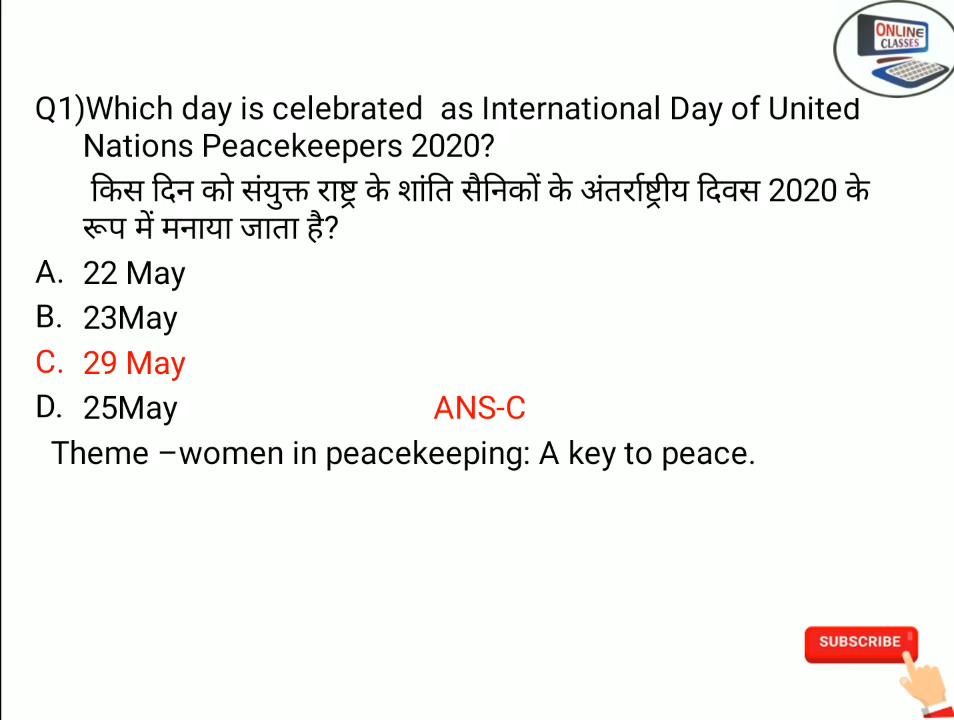 ONLINE
CLASSES
Q1)Which day is celebrated as International Day of United
Nations Peacekeepers 2020?
किस दिन को संयुक्त राष्ट्र के शांति सैनिकों के अंतर्राष्ट्रीय दिवस 2020 के
रूप में मनाया जाता है?
A. 22 May
B. 23May
C. 29 May
D. 25May ANS-C
Theme –women in peacekeeping: A key to peace.
SUBSCRIBE